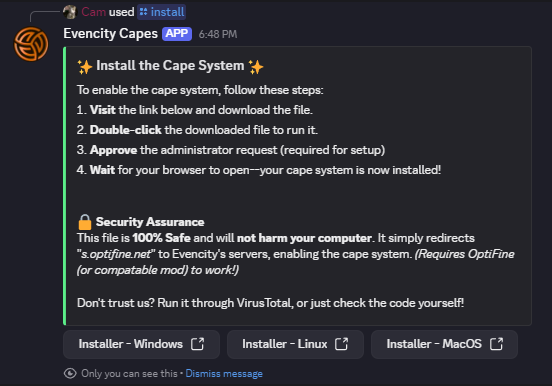 Cam used install
Evencity Capes APP 6:48 PM
✨ Install the Cape System ✨
To enable the cape system, follow these steps:
1. Visit the link below and download the file.
2. Double-click the downloaded file to run it.
3. Approve the administrator request (required for setup)
4. Wait for your browser to open--your cape system is now installed!
🔒 Security Assurance
This file is 100% Safe and will not harm your computer. It simply redirects
"s.optifine.net" to Evencity's servers, enabling the cape system. (Requires OptiFine
(or compatable mod) to work!)
Don't trust us? Run it through VirusTotal, or just check the code yourself!
Installer - Windows
Installer - Linux
Installer - MacOS
Only you can see this • Dismiss message